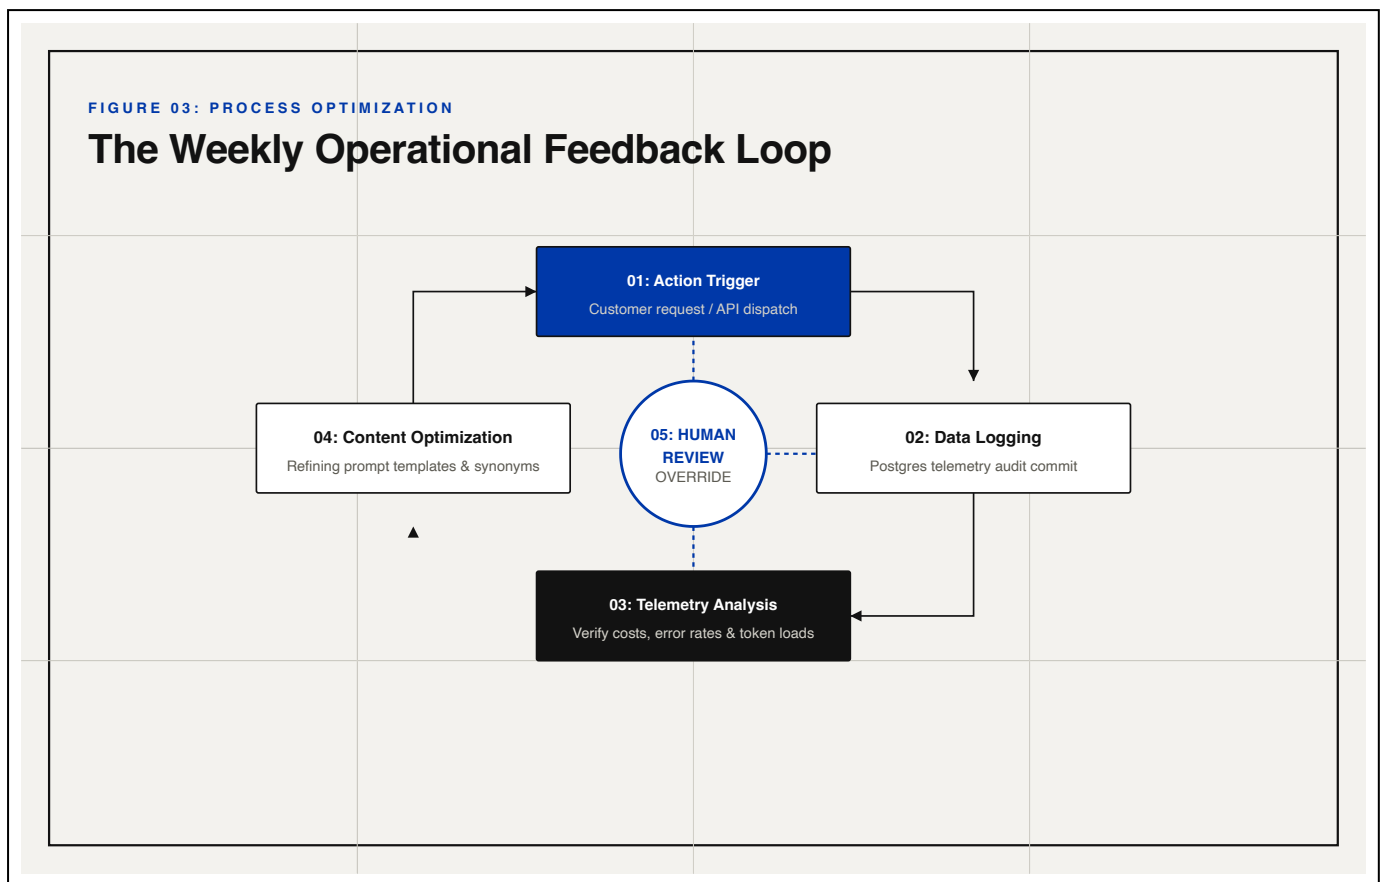 FIGURE 03: PROCESS OPTIMIZATION
The Weekly Operational Feedback Loop
01: Action Trigger
Customer request / API dispatch
04: Content Optimization
Refining prompt templates & synonyms
05: HUMAN
REVIEW
OVERRIDE
02: Data Logging
Postgres telemetry audit commit
03: Telemetry Analysis
Verify costs, error rates & token loads